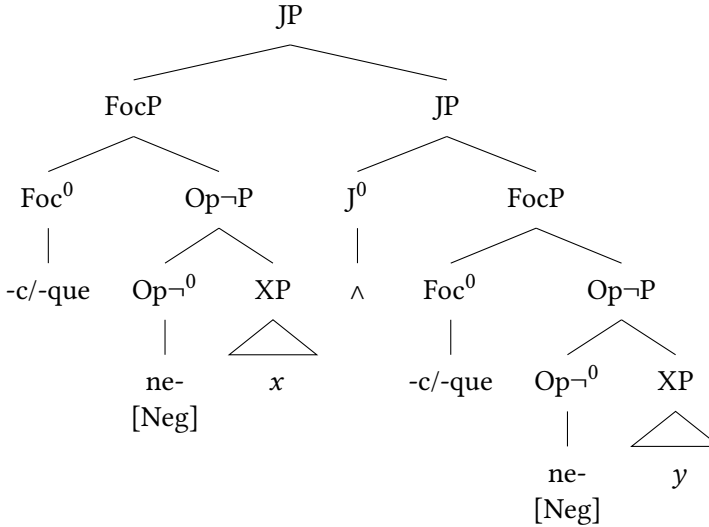 JP
FocP JP
Foc⁰ Op¬P J⁰ FocP
-c/-que Op¬⁰ XP ∧ Foc⁰ Op¬P
ne- x -c/-que Op¬⁰ XP
[Neg]
ne- y
[Neg]